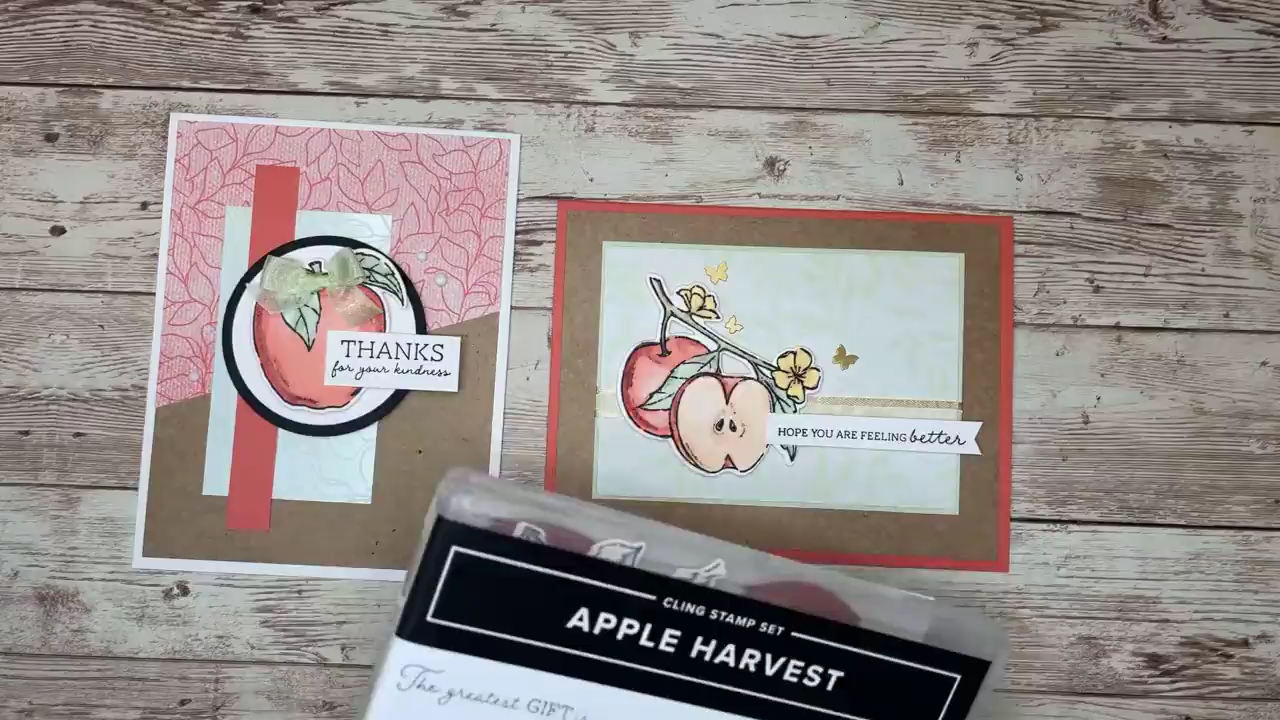 THANKS
for your kindness
HOPE YOU ARE FEELING better
CLING STAMP SET
APPLE HARVEST
The greatest GIFT